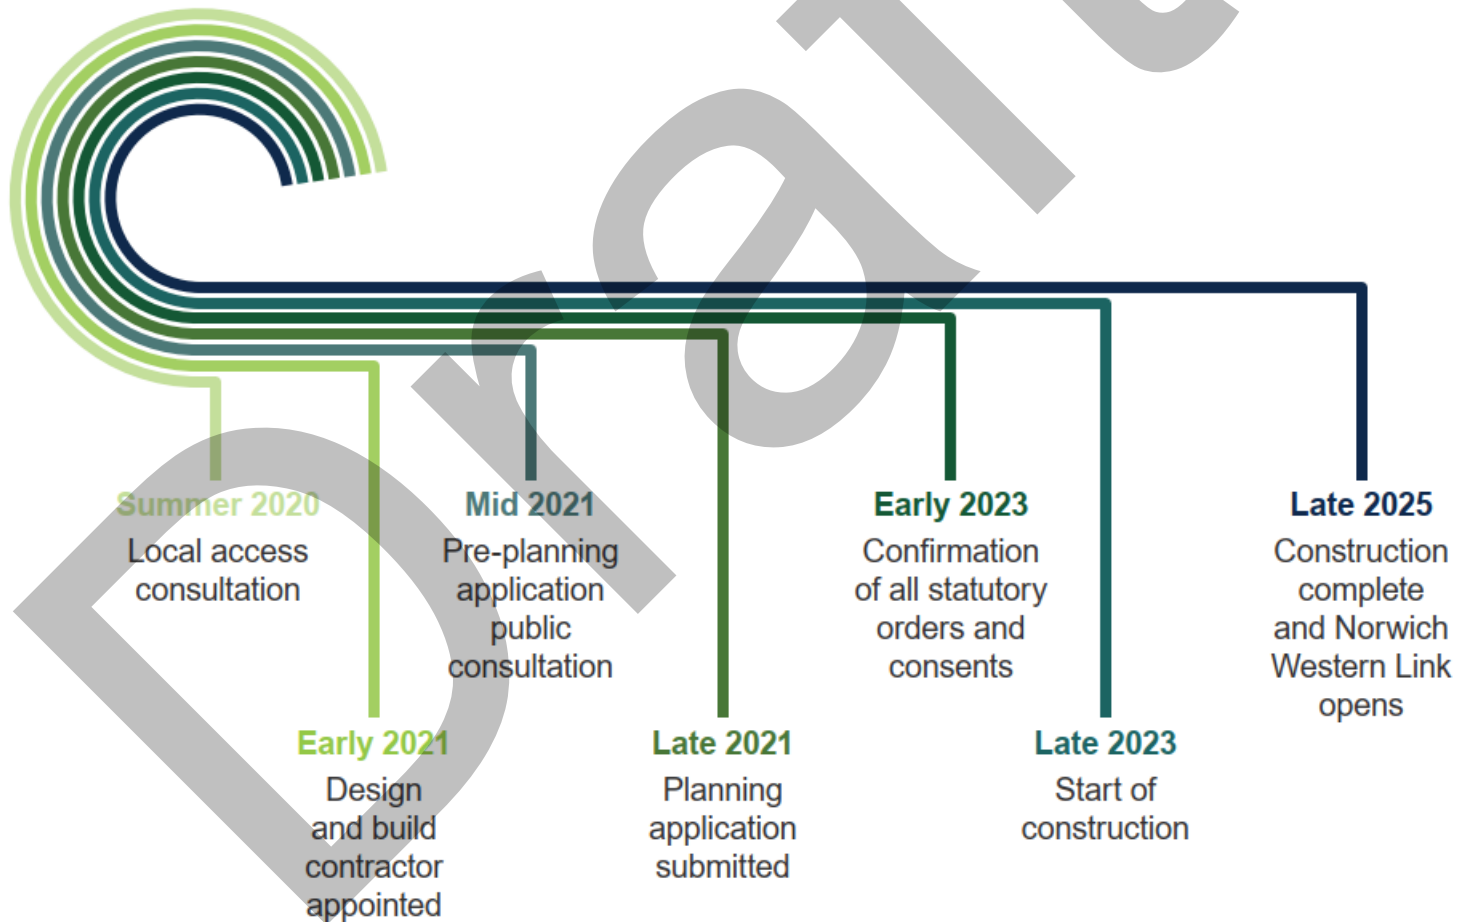 Summer 2020
Local access
consultation
Early 2021
Design
and build
contractor
appointed
Mid 2021
Pre-planning
application
public
consultation
Late 2021
Planning
application
submitted
Early 2023
Confirmation
of all statutory
orders and
consents
Late 2023
Start of
construction
Late 2025
Construction
complete
and Norwich
Western Link
opens
Draft